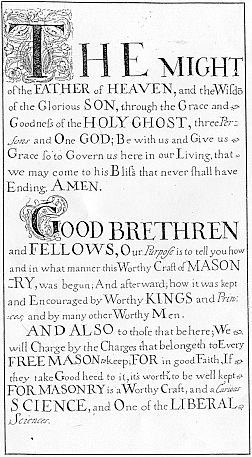 THE MIGHT
of the FATHER of HEAVEN, and the Wisdō
of the Glorious SON, through the Grace and
Goodness of the HOLY GHOST, three Per-
sons and One GOD; Be with us and Give us
Grace so to Govern us here in our Living, that
we may come to his Bliss that never shall have
Ending. AMEN.
GOOD BRETHREN
and FELLOWS, Our Purpose is to tell you how
and in what manner this Worthy Craft of MASON
-RY, was begun; And afterward; how it was kept
and Encouraged by Worthy KINGS and Prin-
ces; and by many other Worthy Men.
AND ALSO to those that be here; We
will Charge by the Charges that belongeth to Every
FREE MASON to keep; FOR in good Faith, If
they take Good heed to it, it's worthy to be well kept
FOR MASONRY is a Worthy Craft, and a Curious
SCIENCE, and One of the LIBERAL
Sciences.